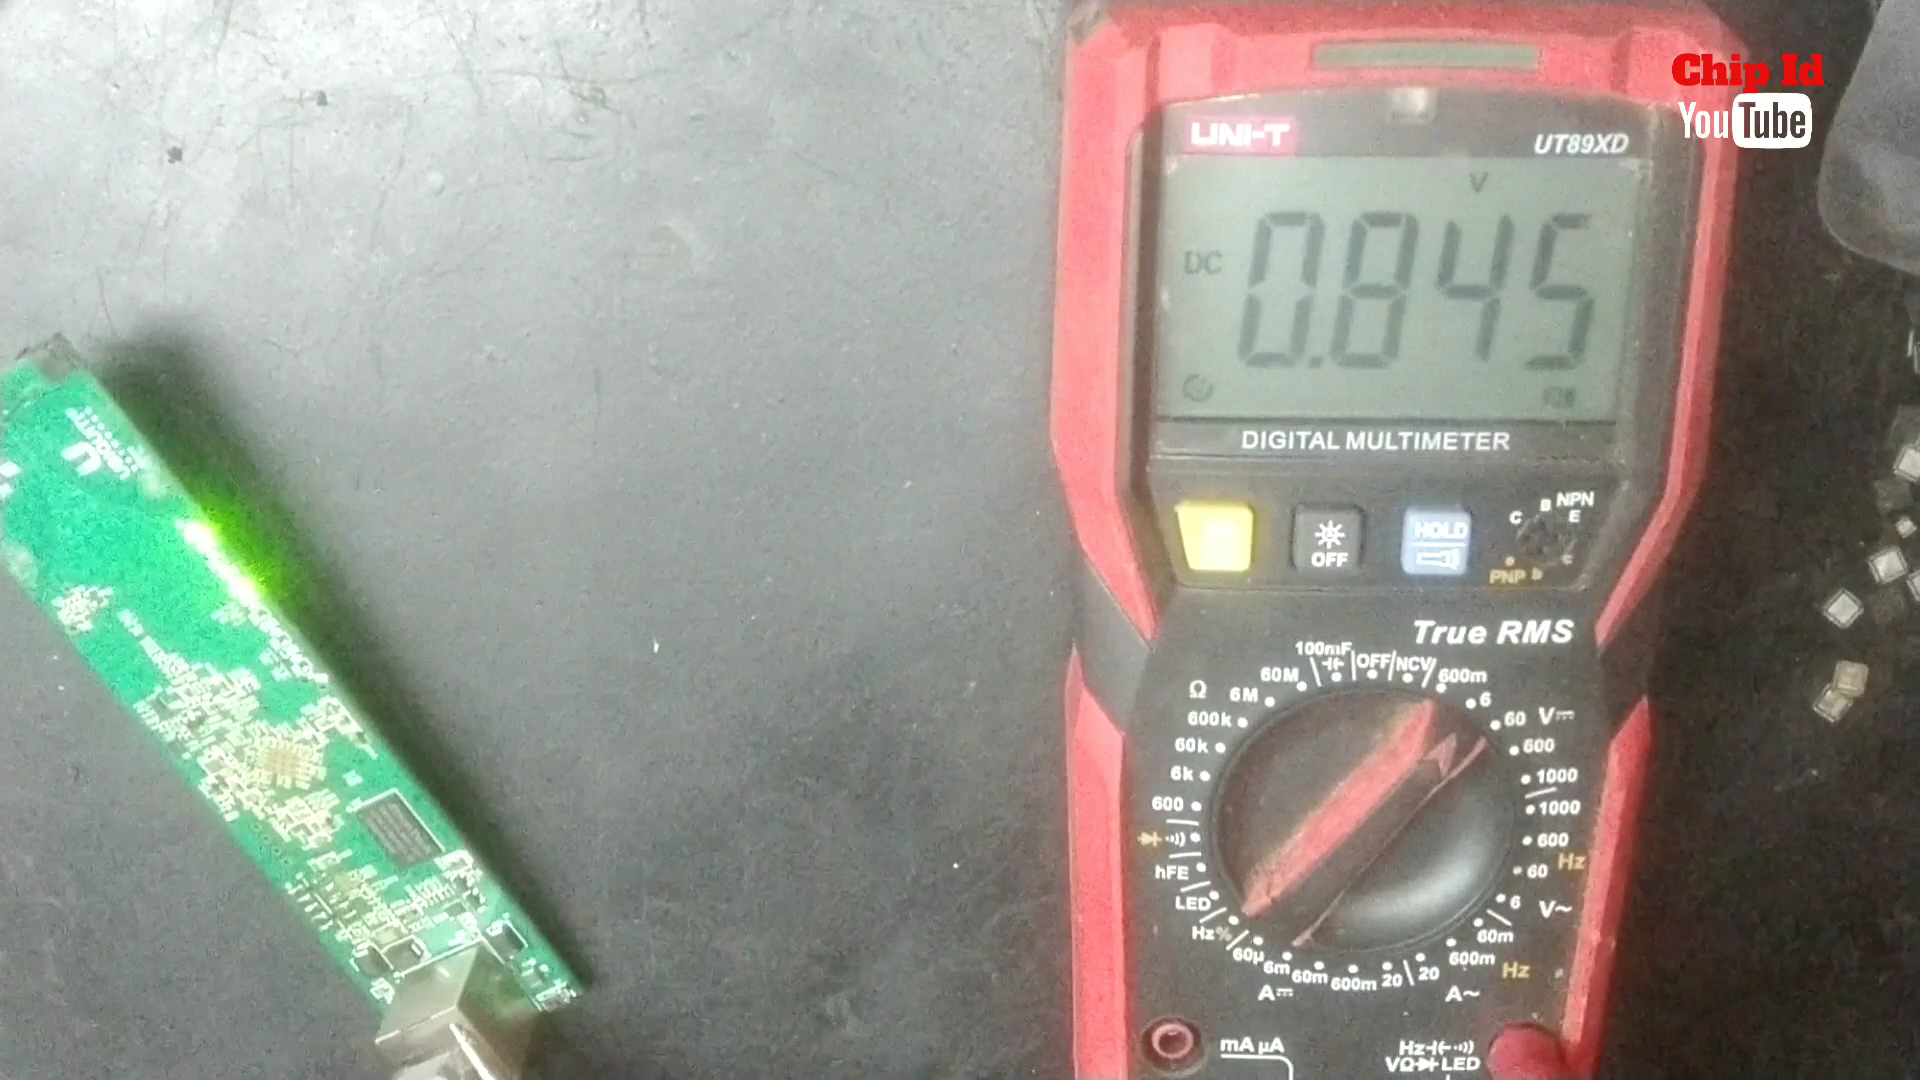 Chip Id
YouTube
UNI-T
UT89XD
V
DC
0.845
DIGITAL MULTIMETER
OFF
HOLD
NPN
C B E
PNP b
e c
True RMS
100mF OFF NCV 600m
60M
6
Ω 6M
60 V
600k
600
60k
1000
6k
1000
600
600
Hz
hFE
60
6
LED
V~
Hz%
60m
60µ 6m 60m 600m 20 20 600m
Hz
A A~
mA µA
Hz
VΩ LED